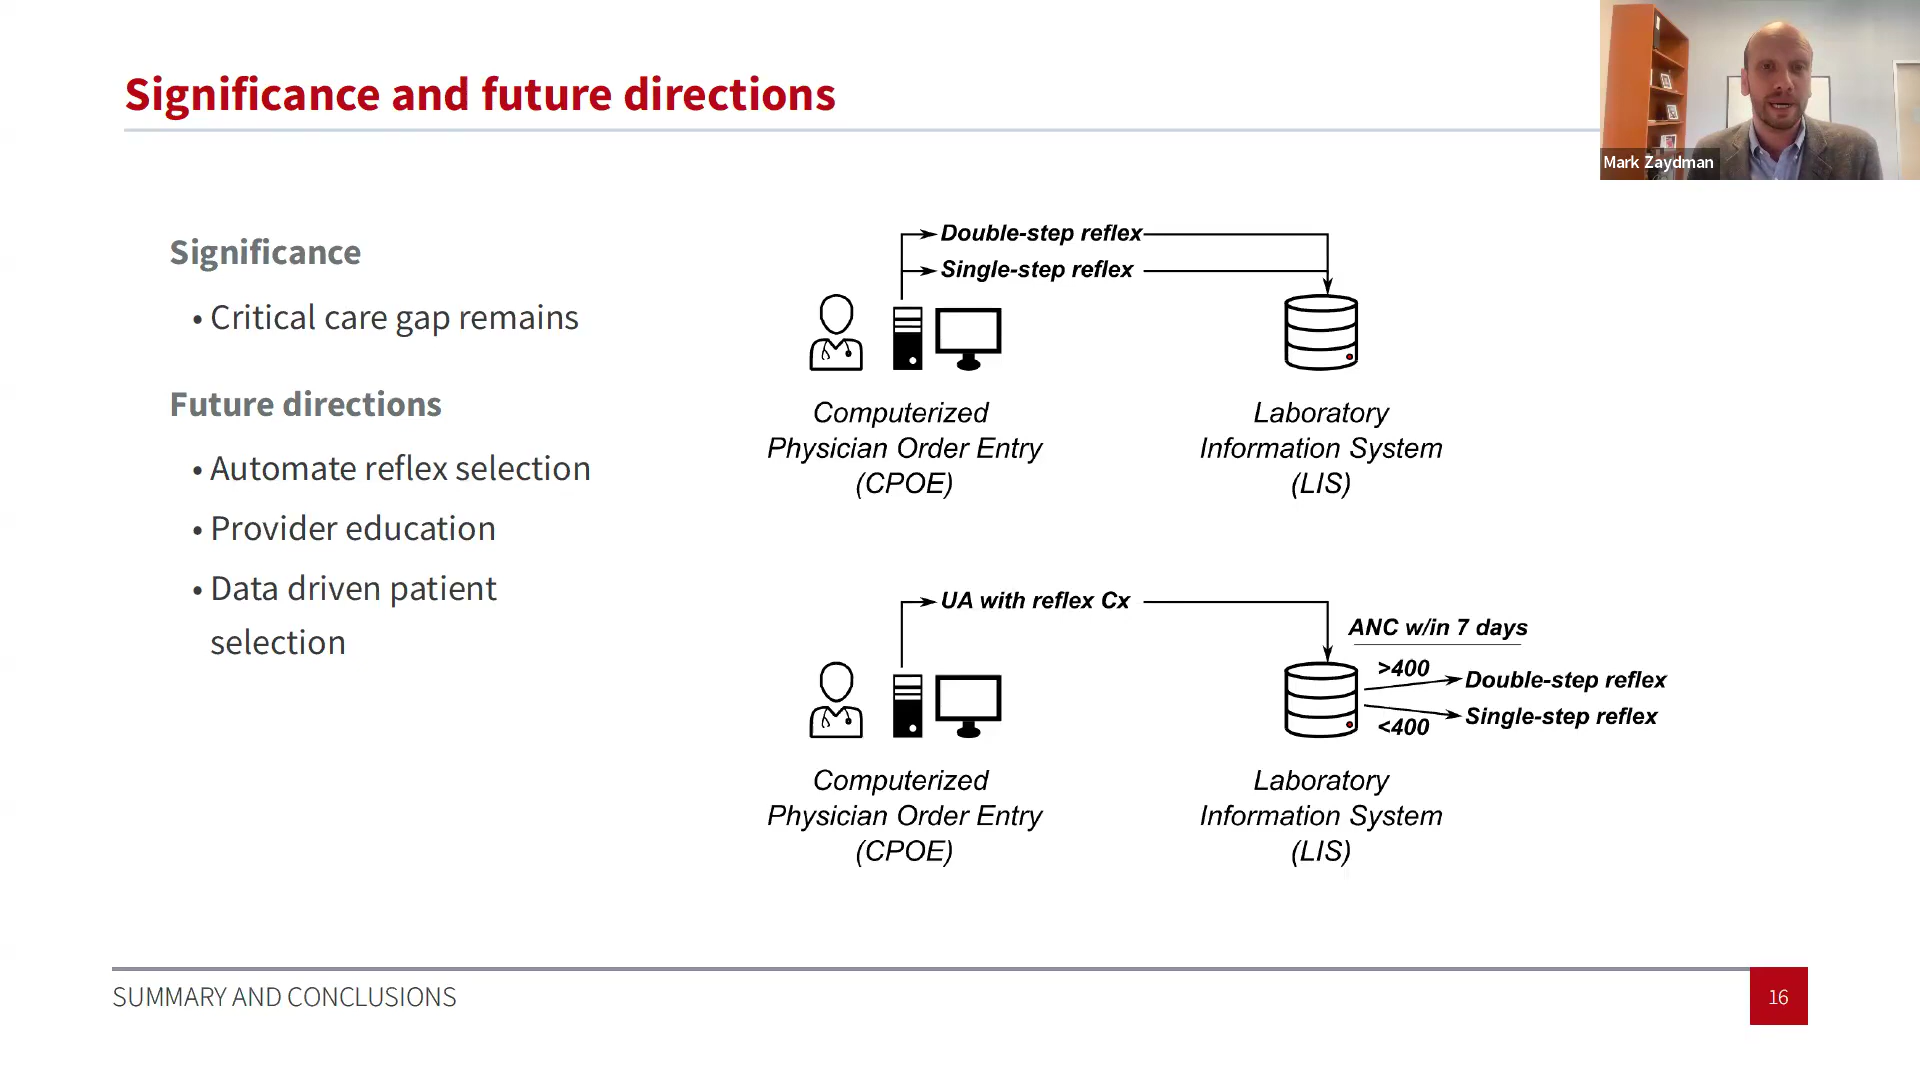 Significance and future directions
Mark Zaydman
Significance
• Critical care gap remains
Future directions
• Automate reflex selection
• Provider education
• Data driven patient
selection
Double-step reflex
Single-step reflex
Computerized
Physician Order Entry
(CPOE)
Laboratory
Information System
(LIS)
UA with reflex Cx
ANC w/in 7 days
>400
Double-step reflex
Single-step reflex
<400
Computerized
Physician Order Entry
(CPOE)
Laboratory
Information System
(LIS)
SUMMARY AND CONCLUSIONS
16